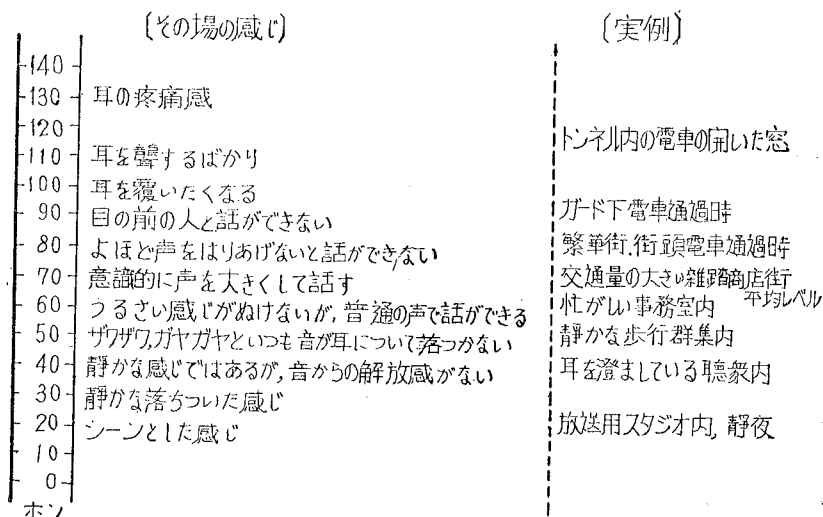 〔その場の感じ〕 〔実例〕
140
130 耳の疼痛感
120
トンネル内の電車の開いた窓
110 耳を聾するばかり
100 耳を覆いたくなる
90 目の前の人と話ができない ガード下電車通過時
80 よほど声をはりあげないと話ができない 繁華街.街頭電車通過時
70 意識的に声を大きくして話す 交通量の大きい雑踏商店街
60 うるさい感じがぬけないが,普通の声で話ができる 忙がしい事務室内 平均レベル
50 ザワザワ,ガヤガヤといつも音が耳について落つかない 静かな歩行群集内
40 静かな感じではあるが,音からの解放感がない 耳を澄ましている聴衆内
30 静かな落ちついた感じ
20 シーンとした感じ 放送用スタジオ内,静夜
10
0
ホン